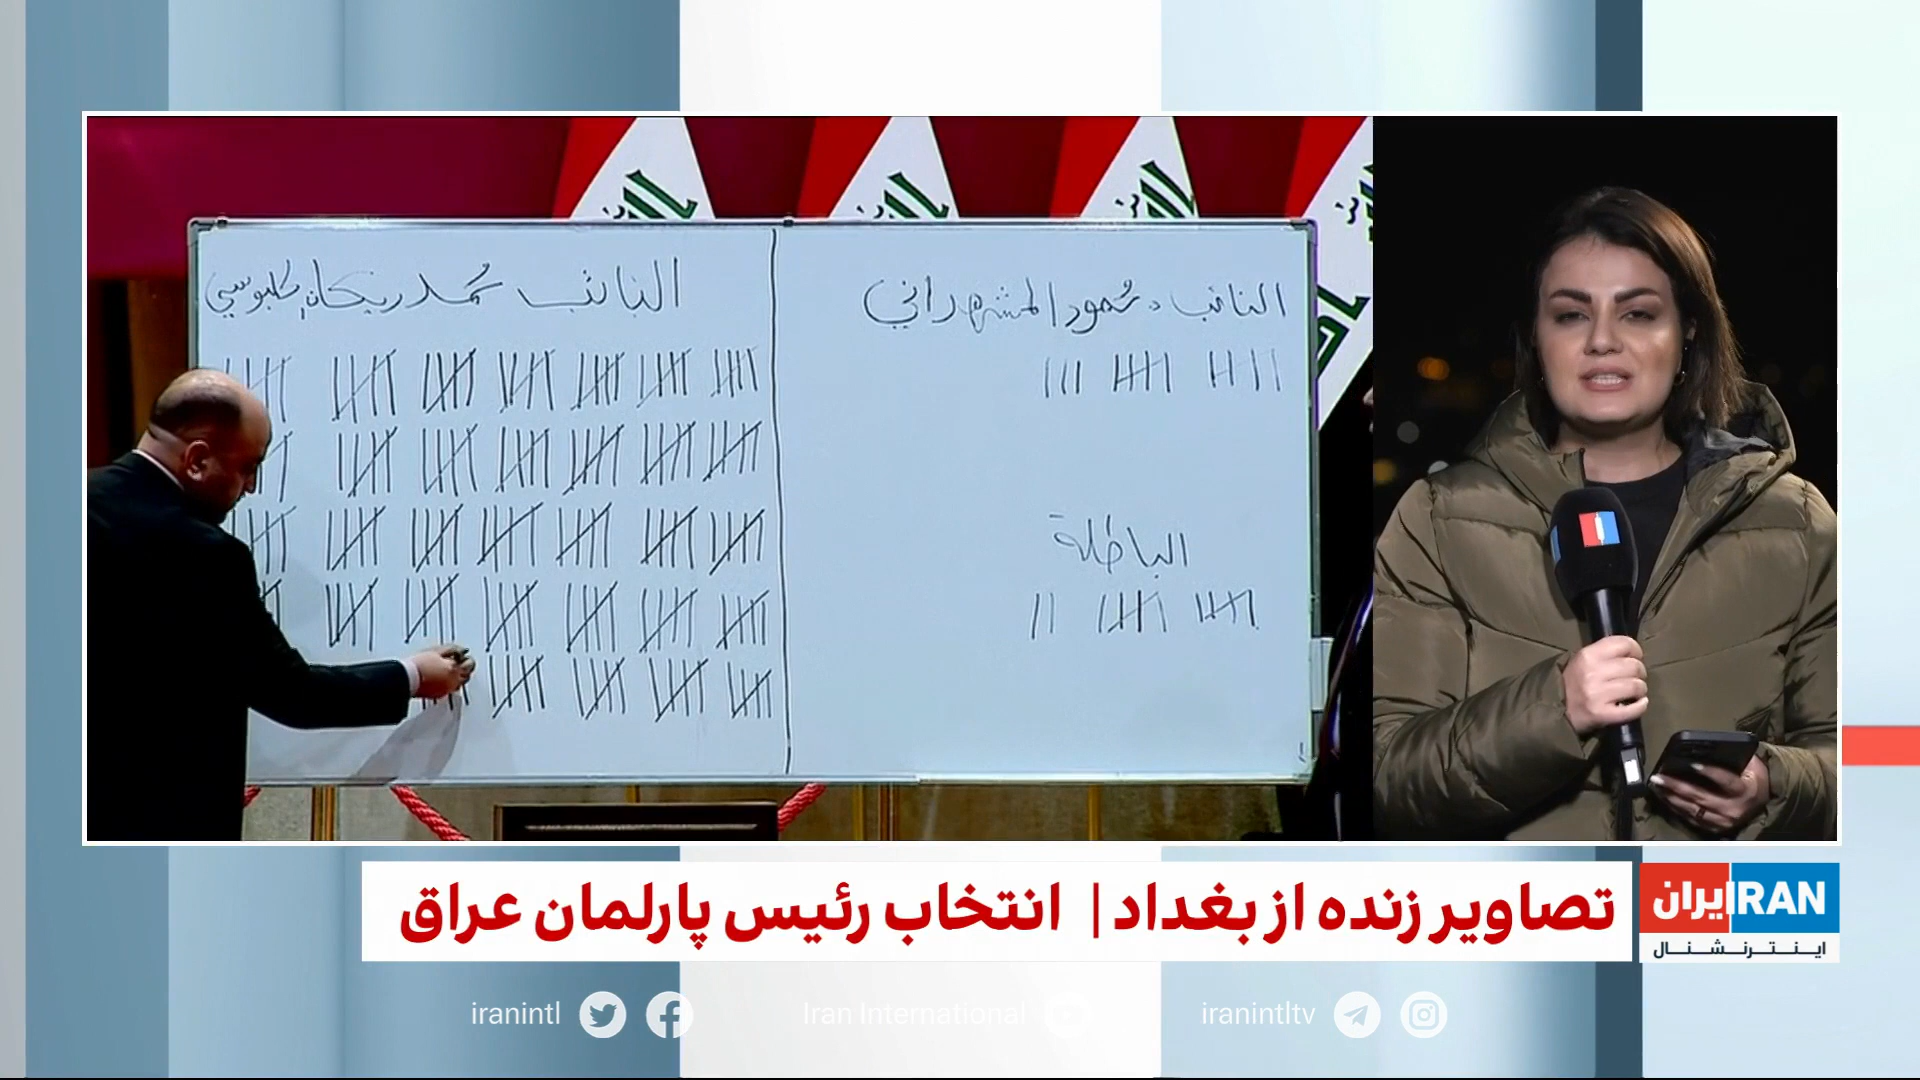 النائب د. محمود المشهداني
النائب محمد ريكان كلبوسي
الباطلة
تصاویر زنده از بغداد | انتخاب رئیس پارلمان عراق
ایران IRAN
اینترنشنال
iranintl
Iran International
iranintltv